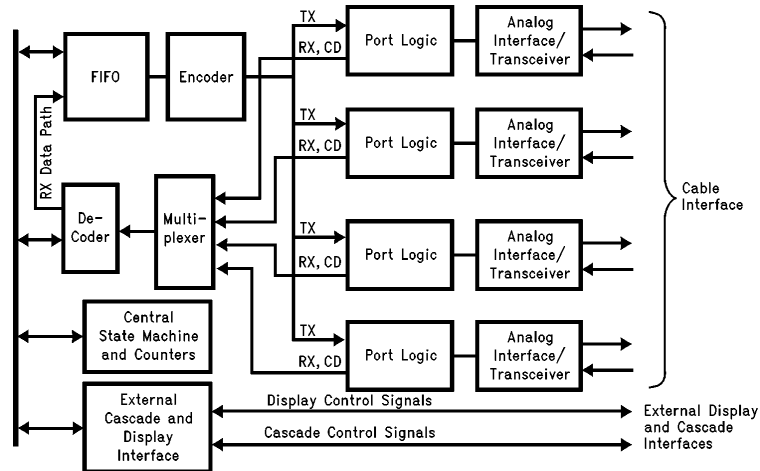 TX
RX, CD
Port Logic
Analog
Interface/
Transceiver
FIFO
Encoder
RX Data Path
TX
RX, CD
Port Logic
Analog
Interface/
Transceiver
De-
Coder
Multi-
plexer
Cable
Interface
TX
RX, CD
Port Logic
Analog
Interface/
Transceiver
Central
State Machine
and Counters
TX
RX, CD
Port Logic
Analog
Interface/
Transceiver
External
Cascade and
Display
Interface
Display Control Signals
Cascade Control Signals
External Display
and Cascade
Interfaces